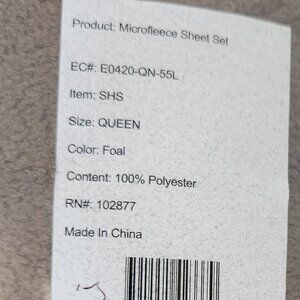 Product: Microfleece Sheet Set
EC#: E0420-QN-55L
Item: SHS
Size: QUEEN
Color: Foal
Content: 100% Polyester
RN#: 102877
Made In China